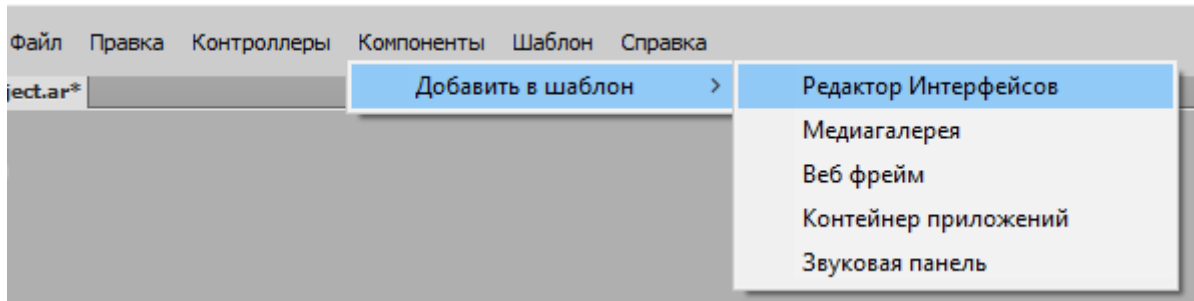 Файл Правка Контроллеры Компоненты Шаблон Справка
ject.ar* Добавить в шаблон > Редактор Интерфейсов
Медиагалерея
Веб фрейм
Контейнер приложений
Звуковая панель